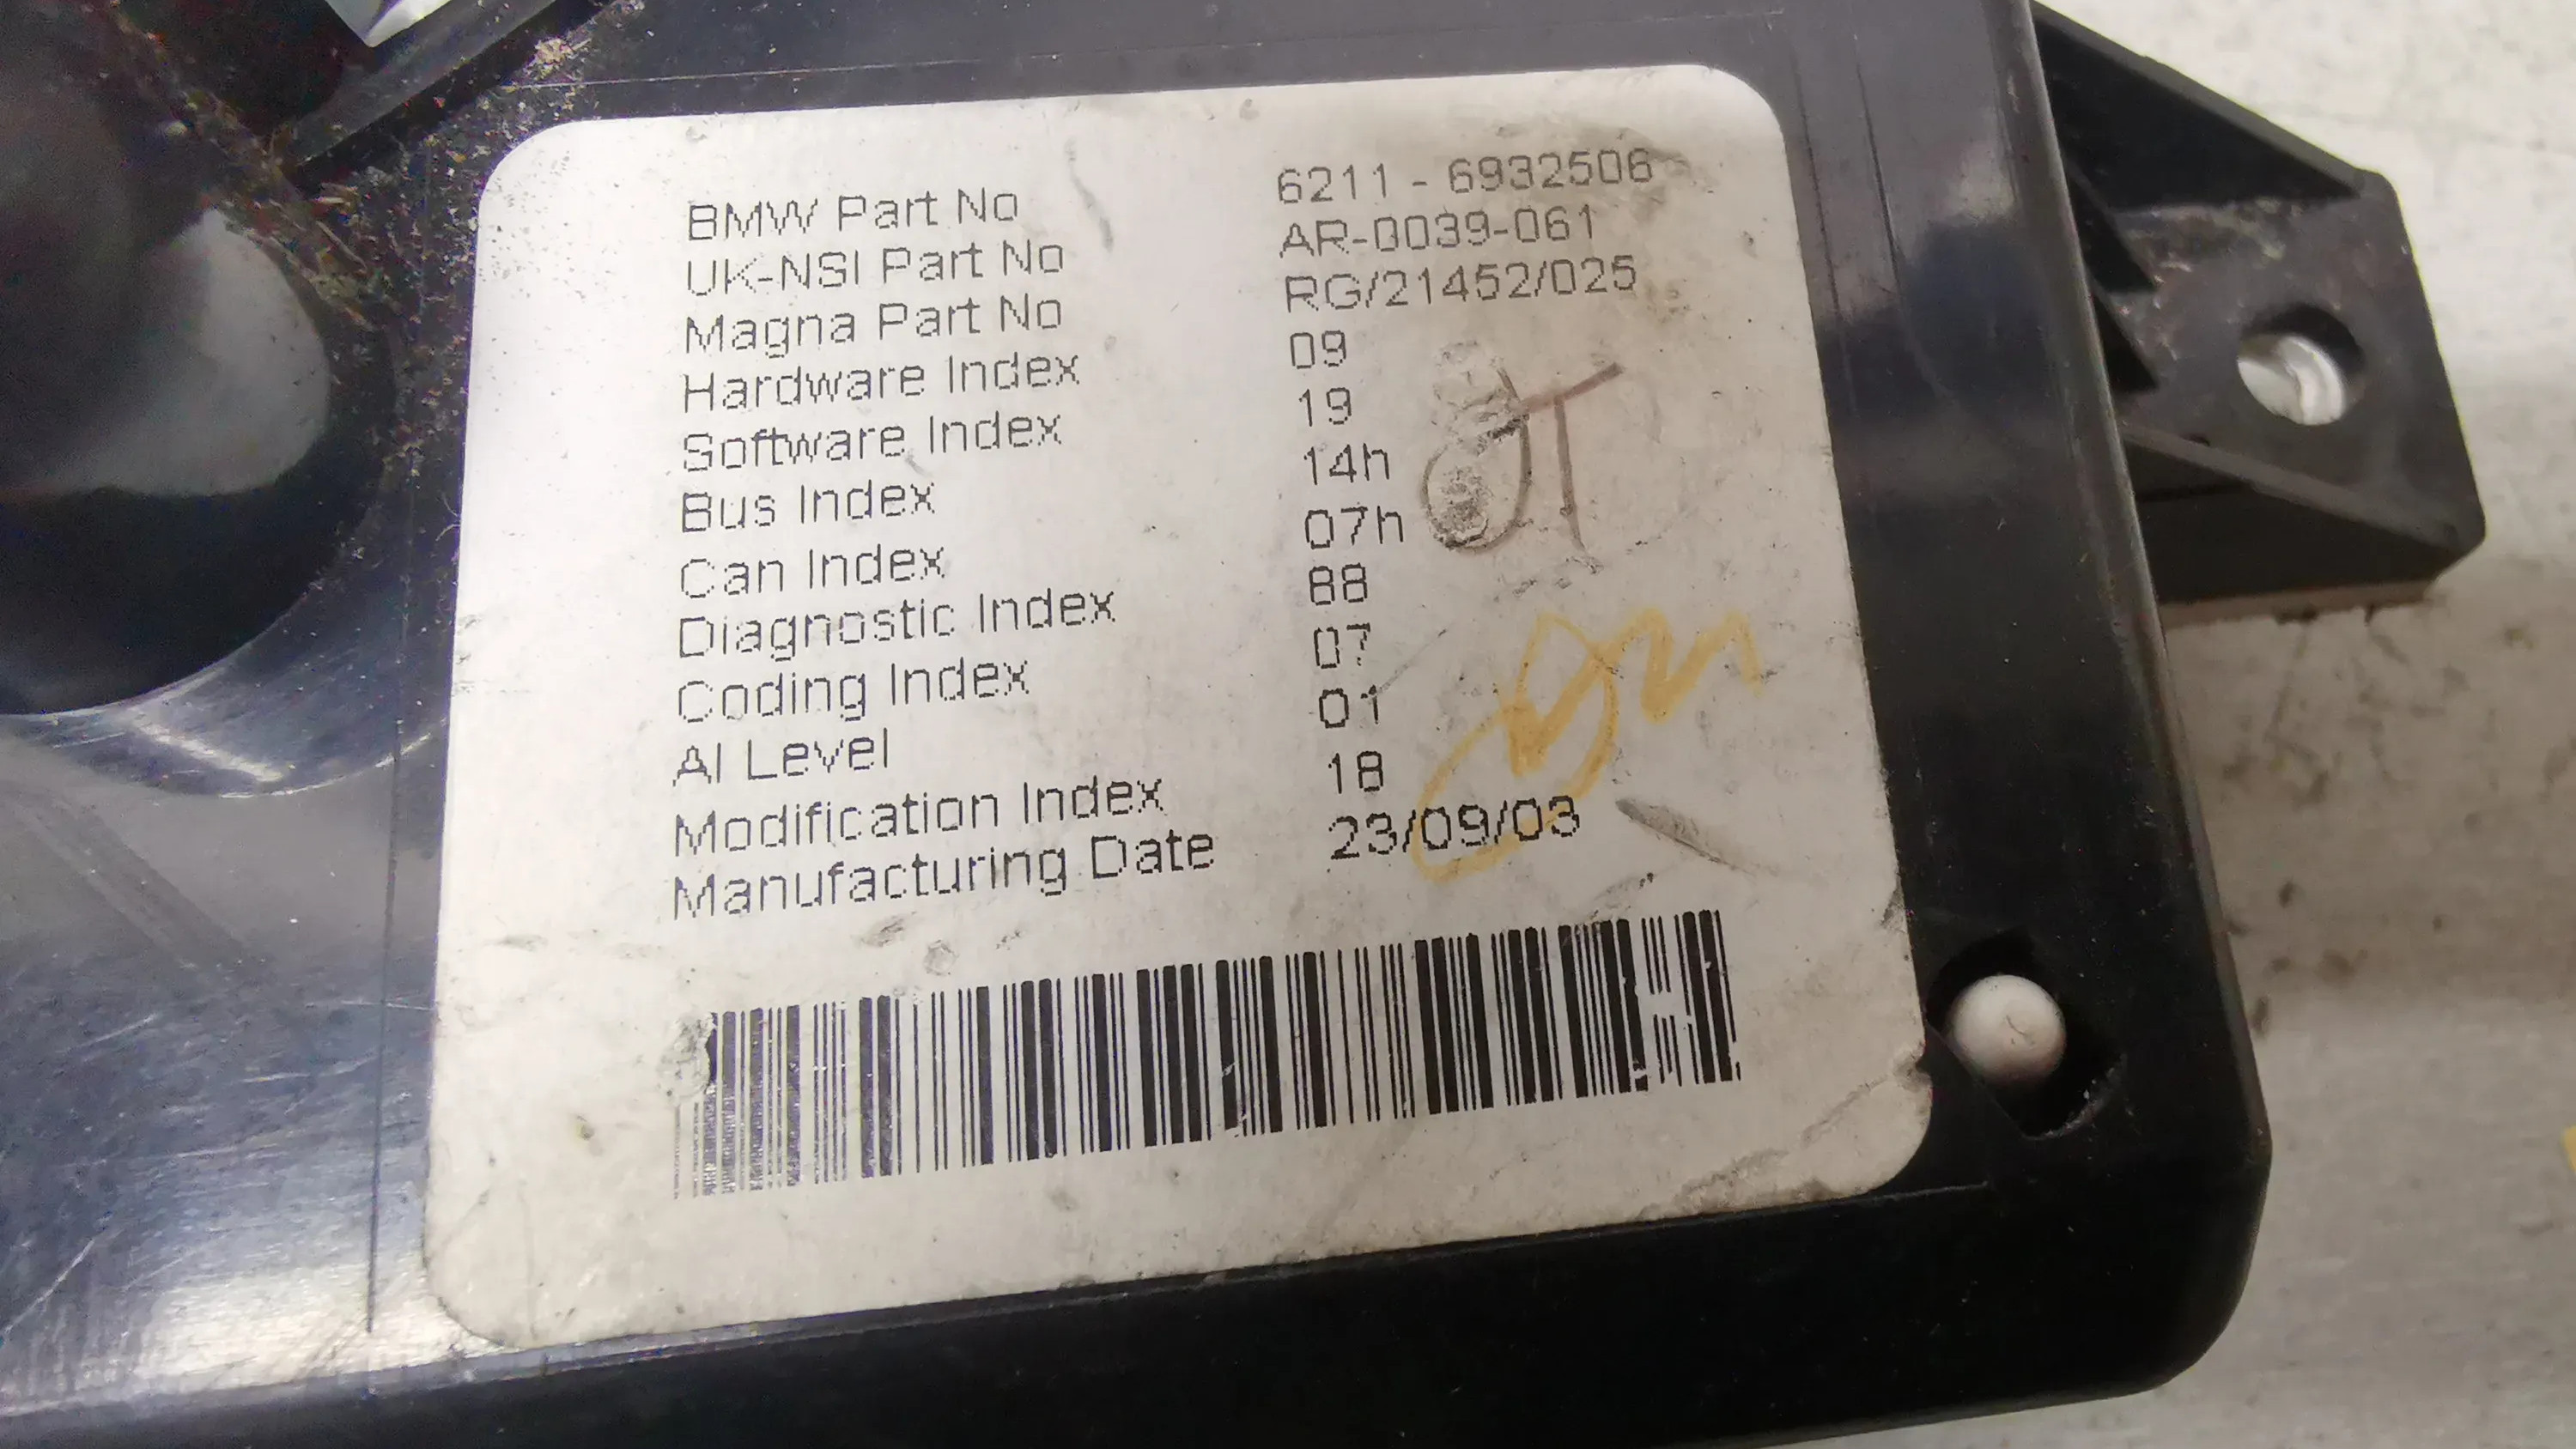 BMW Part No 6211 - 6932506
UK-NSI Part No AR-0039-061
Magna Part No RG/21452/025
Hardware Index 09
Software Index 19
Bus Index 14h
Can Index 07h
Diagnostic Index 88
Coding Index 07
AI Level 01
Modification Index 18
Manufacturing Date 23/09/03